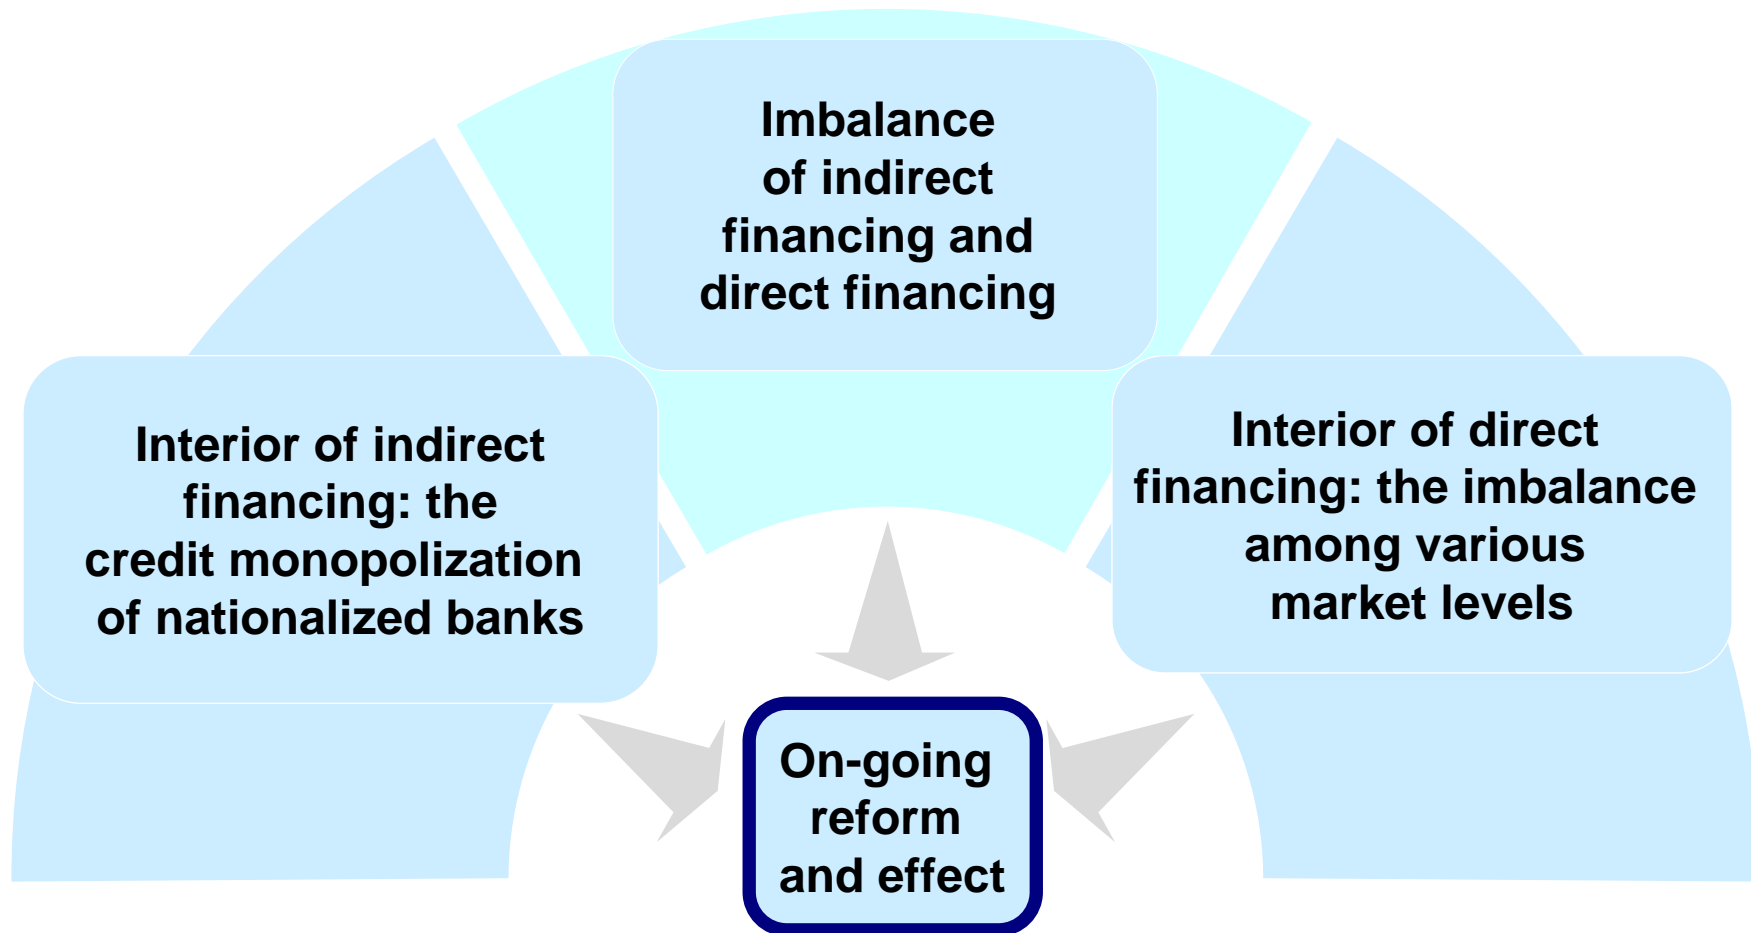 Imbalance
of indirect
financing and
direct financing
Interior of indirect
financing: the
credit monopolization
of nationalized banks
Interior of direct
financing: the imbalance
among various
market levels
On-going
reform
and effect